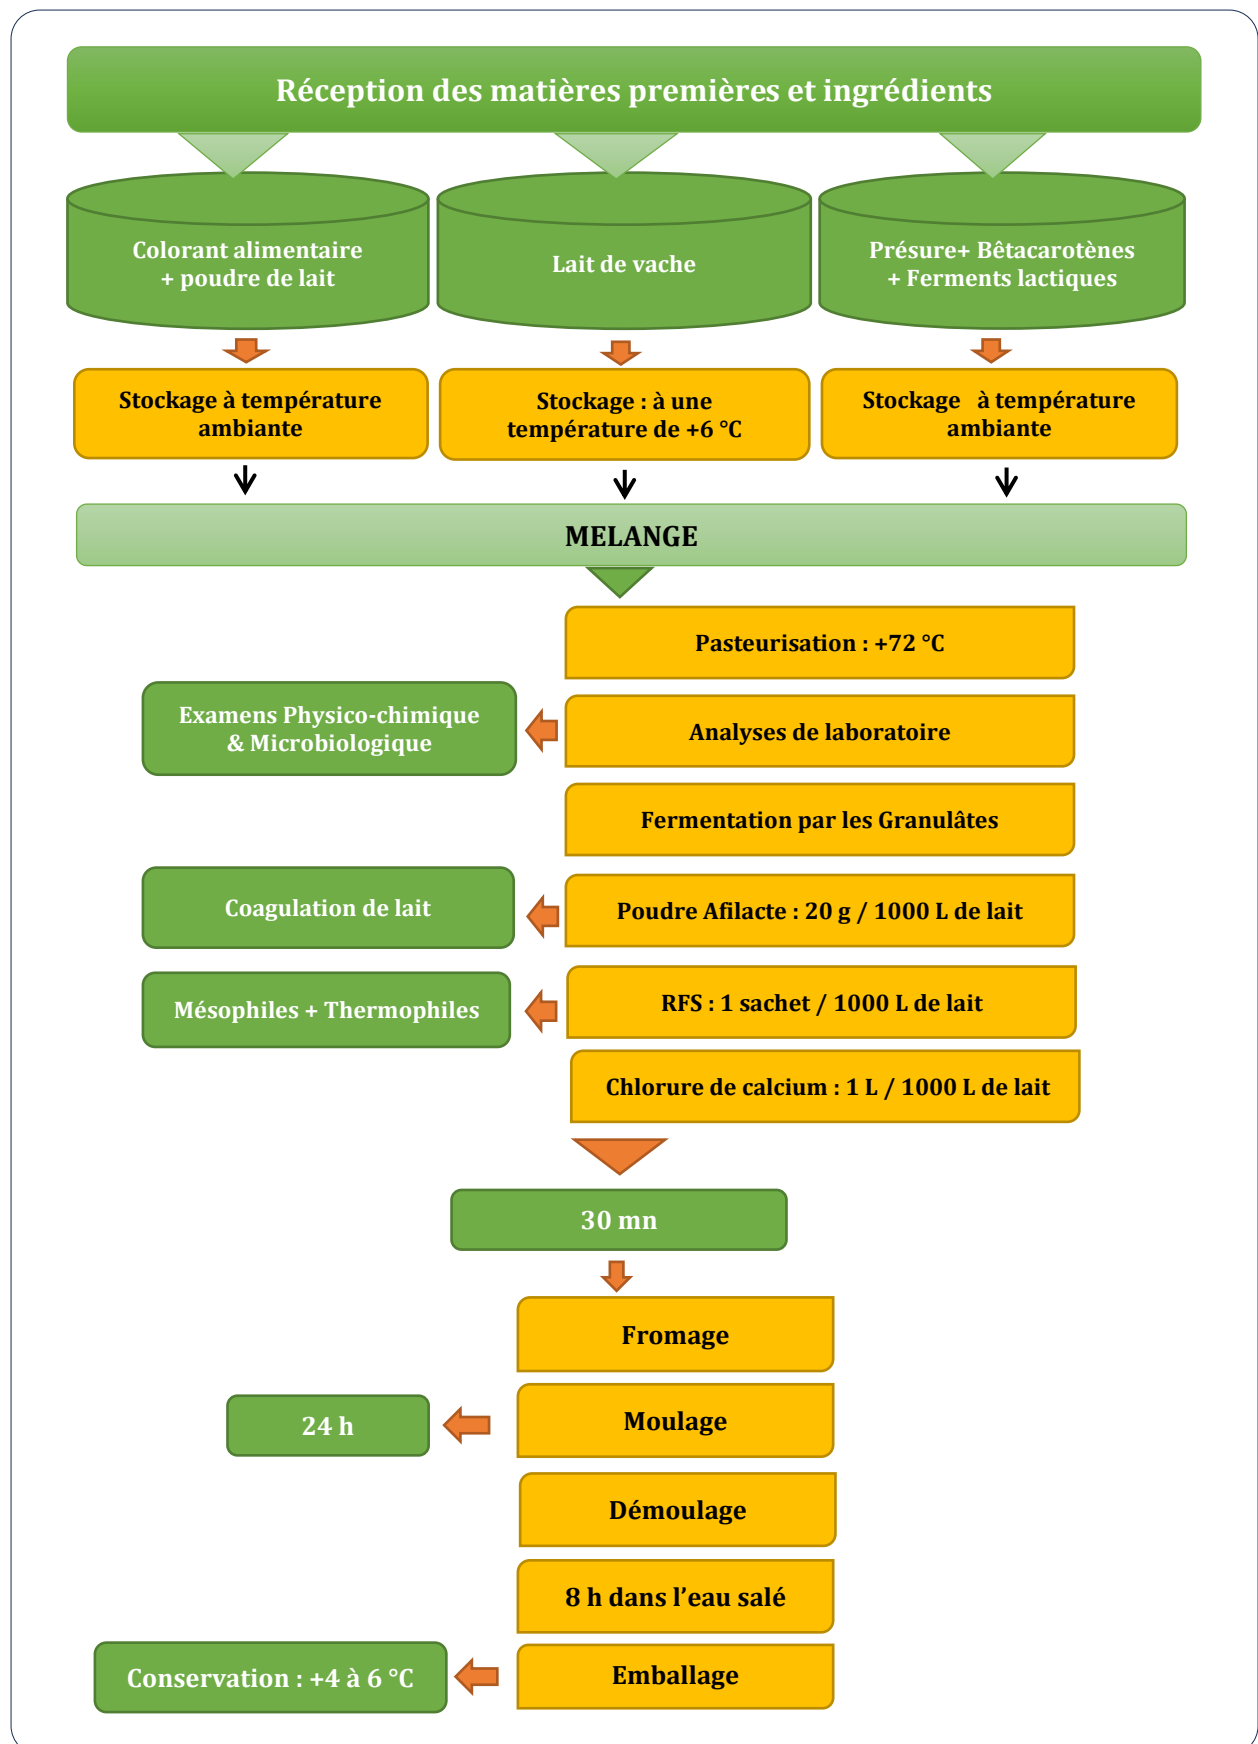 Réception des matières premières et ingrédients
Colorant alimentaire
+ poudre de lait
Lait de vache
Présure+ Bêtacarotènes
+ Ferments lactiques
Stockage à température
ambiante
Stockage : à une
température de +6 °C
Stockage à température
ambiante
MELANGE
Pasteurisation : +72 °C
Examens Physico-chimique
& Microbiologique
Analyses de laboratoire
Fermentation par les Granulâtes
Coagulation de lait
Poudre Afilacte : 20 g / 1000 L de lait
Mésophiles + Thermophiles
RFS : 1 sachet / 1000 L de lait
Chlorure de calcium : 1 L / 1000 L de lait
30 mn
Fromage
24 h
Moulage
Démoulage
8 h dans l’eau salé
Conservation : +4 à 6 °C
Emballage